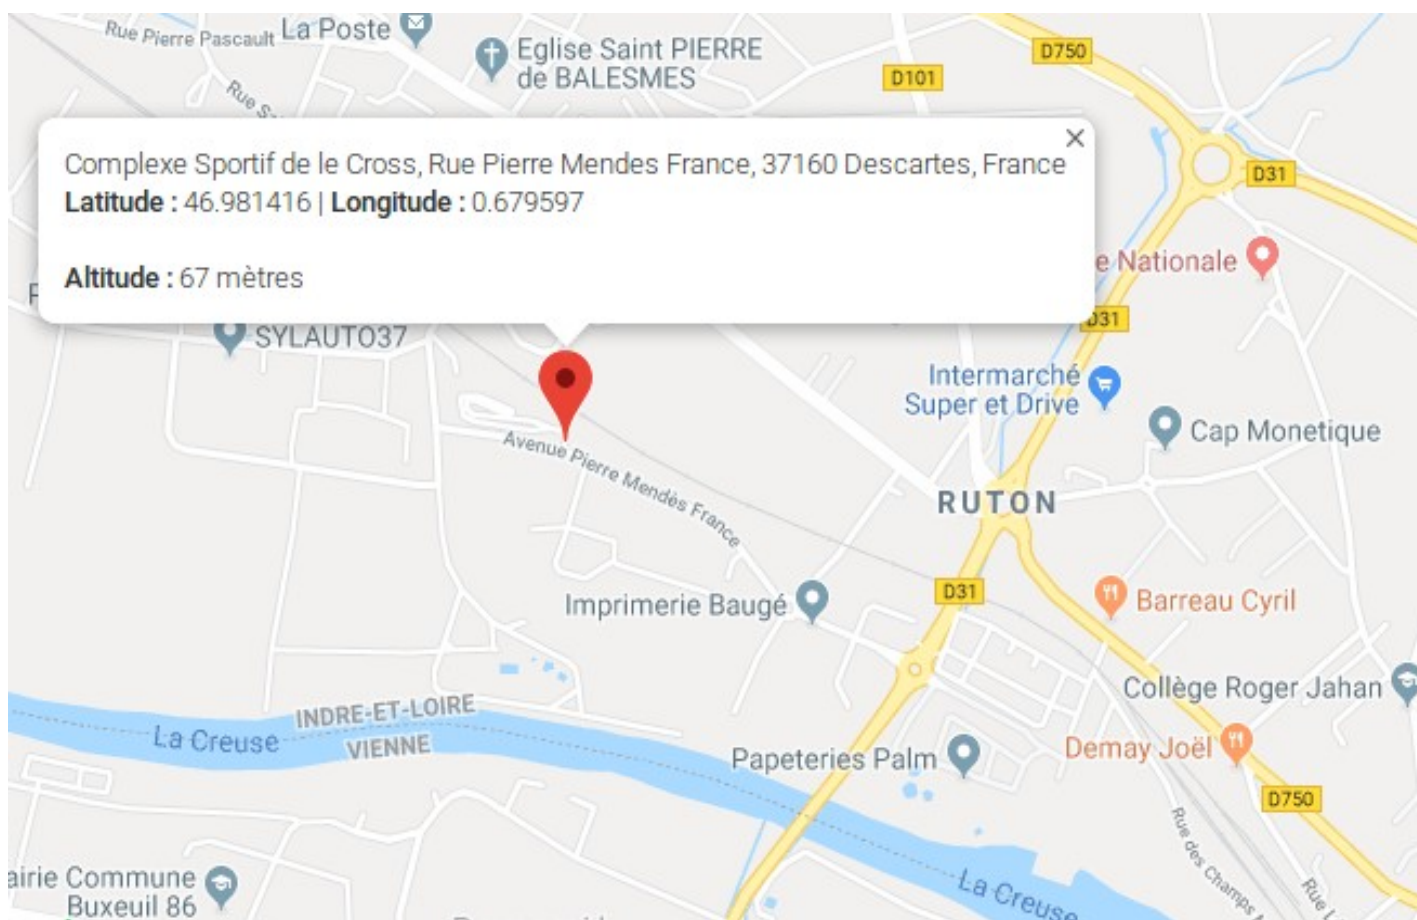 Rue Pierre Pascault
La Poste
Eglise Saint PIERRE
de BALESMES
D750
D101
Complexe Sportif de le Cross, Rue Pierre Mendes France, 37160 Descartes, France
Latitude : 46.981416 | Longitude : 0.679597
Altitude : 67 mètres
D31
e Nationale
D31
SYLAUTO37
Intermarché
Super et Drive
Cap Monetique
Avenue Pierre Mendès France
RUTON
D31
Imprimerie Baugé
Barreau Cyril
Collège Roger Jahan
INDRE-ET-LOIRE
La Creuse
VIENNE
Papeteries Palm
Demay Joël
D750
Rue des Champs
airie Commune
Buxeuil 86
La Creuse
Rue